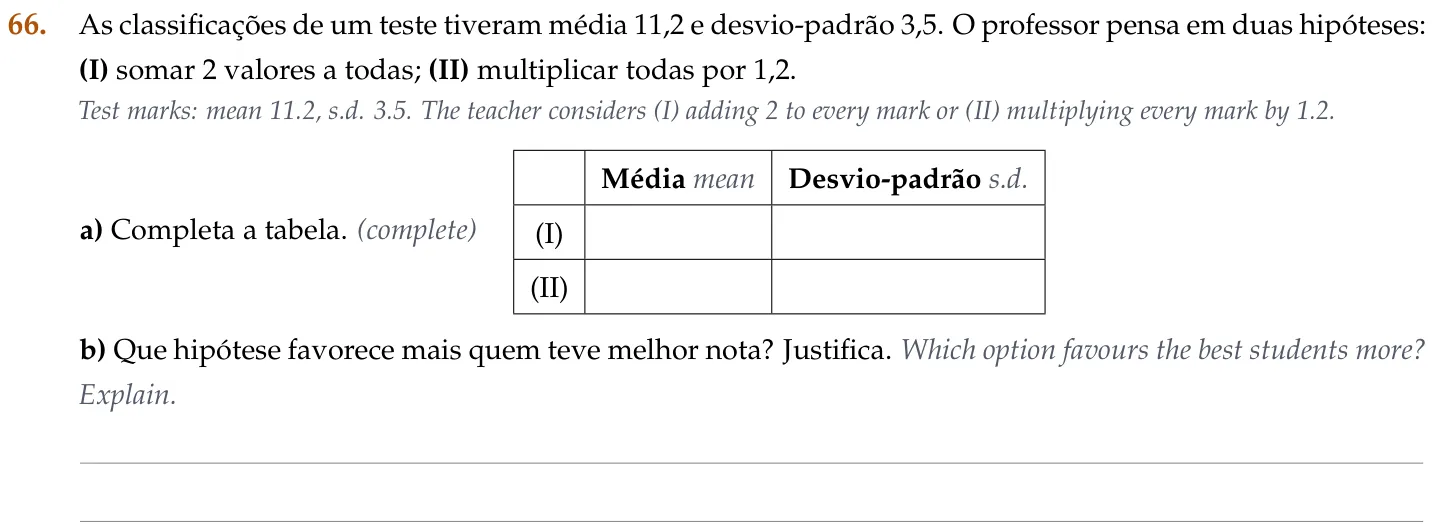 66. As classificações de um teste tiveram média 11,2 e desvio-padrão 3,5. O professor pensa em duas hipóteses:
(I) somar 2 valores a todas; (II) multiplicar todas por 1,2.
Test marks: mean 11.2, s.d. 3.5. The teacher considers (I) adding 2 to every mark or (II) multiplying every mark by 1.2.
Média mean Desvio-padrão s.d.
a) Completa a tabela. (complete) (I)
(II)
b) Que hipótese favorece mais quem teve melhor nota? Justifica. Which option favours the best students more?
Explain.